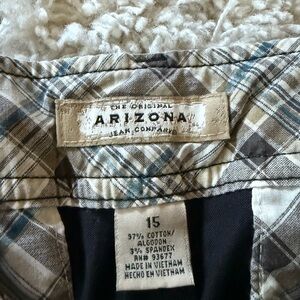 THE ORIGINAL
ARIZONA
JEAN COMPANY
15
97% COTTON/
ALGODON
3% SPANDEX
RN# 93677
MADE IN VIETNAM
HECHO EN VIETNAM